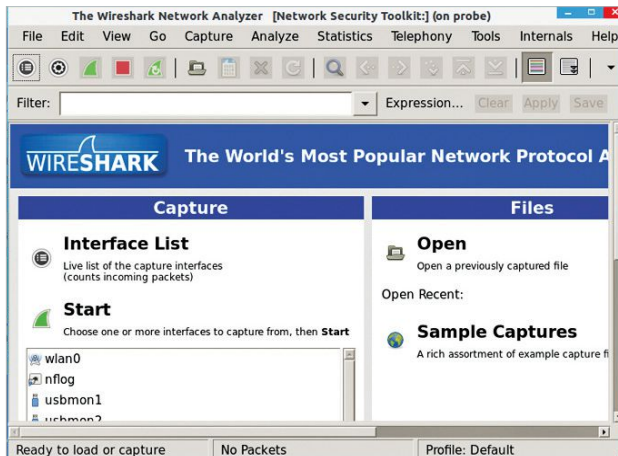 The Wireshark Network Analyzer [Network Security Toolkit:] (on probe)
File Edit View Go Capture Analyze Statistics Telephony Tools Internals Help
Filter: Expression... Clear Apply Save
WIRESHARK The World's Most Popular Network Protocol A
Capture
Interface List
Live list of the capture interfaces
(counts incoming packets)
Start
Choose one or more interfaces to capture from, then Start
wlan0
nflog
usbmon1
usbmon2
Files
Open
Open a previously captured file
Open Recent:
Sample Captures
A rich assortment of example capture fi
Ready to load or capture No Packets Profile: Default